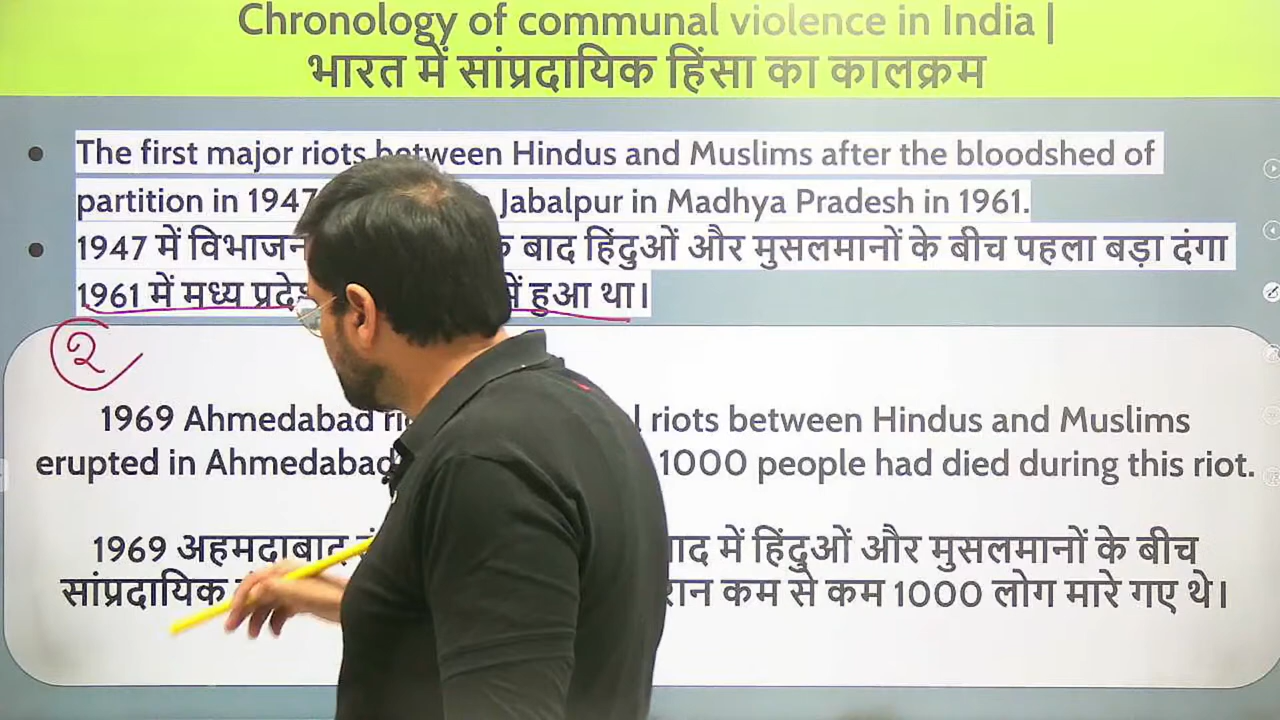 Chronology of communal violence in India |
भारत में सांप्रदायिक हिंसा का कालक्रम
The first major riots between Hindus and Muslims after the bloodshed of
partition in 1947 Jabalpur in Madhya Pradesh in 1961.
1947 में विभाजन के बाद हिंदुओं और मुसलमानों के बीच पहला बड़ा दंगा
1961 में मध्य प्रदेश में हुआ था।
२
1969 Ahmedabad riots between Hindus and Muslims
erupted in Ahmedabad 1000 people had died during this riot.
1969 अहमदाबाद में हिंदुओं और मुसलमानों के बीच
सांप्रदायिक कम से कम 1000 लोग मारे गए थे।